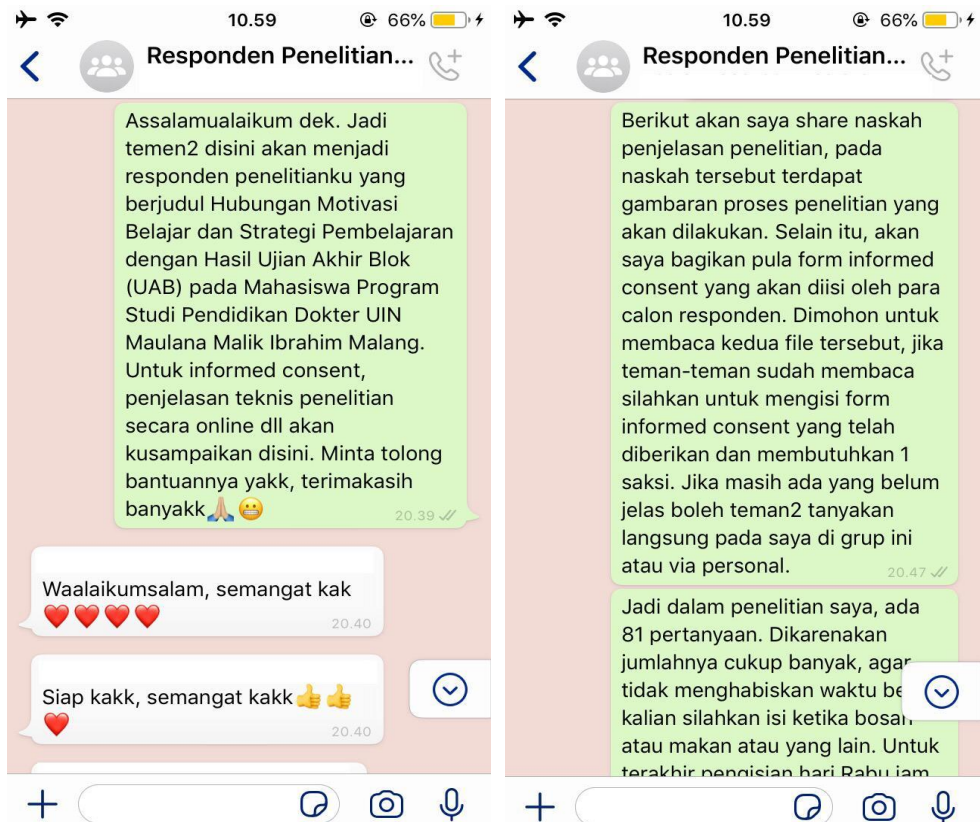 10.59
66%
Responden Penelitian...
Assalamualaikum dek. Jadi
temen2 disini akan menjadi
responden penelitianku yang
berjudul Hubungan Motivasi
Belajar dan Strategi Pembelajaran
dengan Hasil Ujian Akhir Blok
(UAB) pada Mahasiswa Program
Studi Pendidikan Dokter UIN
Maulana Malik Ibrahim Malang.
Untuk informed consent,
penjelasan teknis penelitian
secara online dll akan
kusampaikan disini. Minta tolong
bantuannya yakk, terimakasih
banyakk🙏🏼😬
20.39
Waalaikumsalam, semangat kak
❤️❤️❤️❤️
20.40
Siap kakk, semangat kakk👍👍
❤️
20.40
10.59
66%
Responden Penelitian...
Berikut akan saya share naskah
penjelasan penelitian, pada
naskah tersebut terdapat
gambaran proses penelitian yang
akan dilakukan. Selain itu, akan
saya bagikan pula form informed
consent yang akan diisi oleh para
calon responden. Dimohon untuk
membaca kedua file tersebut, jika
teman-teman sudah membaca
silahkan untuk mengisi form
informed consent yang telah
diberikan dan membutuhkan 1
saksi. Jika masih ada yang belum
jelas boleh teman2 tanyakan
langsung pada saya di grup ini
atau via personal.
20.47
Jadi dalam penelitian saya, ada
81 pertanyaan. Dikarenakan
jumlahnya cukup banyak, agar
tidak menghabiskan waktu
kalian silahkan isi ketika bosan
atau makan atau yang lain. Untuk
terakhir pengisian hari Rabu jam